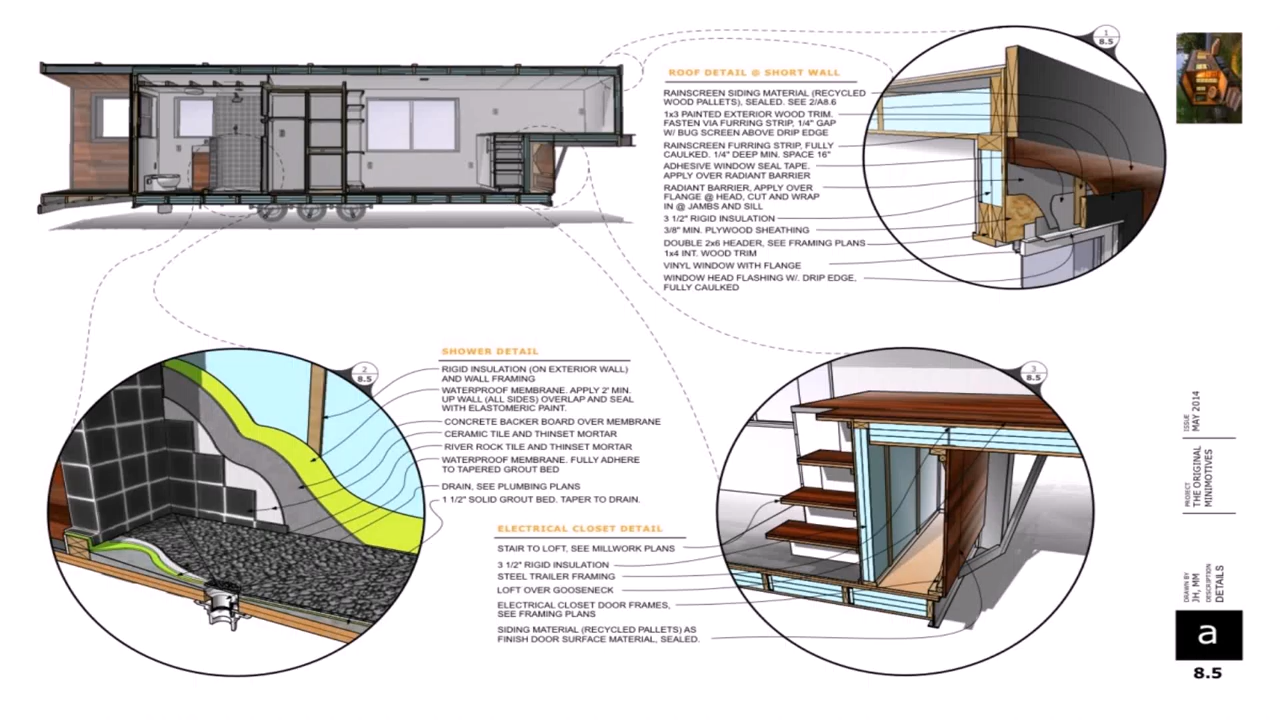 ROOF DETAIL @ SHORT WALL
RAINSCREEN SIDING MATERIAL (RECYCLED
WOOD PALLETS), SEALED. SEE 2/A8.6
1x3 PAINTED EXTERIOR WOOD TRIM.
FASTEN VIA FURRING STRIP, 1/4" GAP
W/ BUG SCREEN ABOVE DRIP EDGE
RAINSCREEN FURRING STRIP, FULLY
CAULKED. 1/4" DEEP MIN. SPACE 16"
ADHESIVE WINDOW SEAL TAPE.
APPLY OVER RADIANT BARRIER
RADIANT BARRIER, APPLY OVER
FLANGE @ HEAD, CUT AND WRAP
IN @ JAMBS AND SILL
3 1/2" RIGID INSULATION
3/8" MIN. PLYWOOD SHEATHING
DOUBLE 2x6 HEADER, SEE FRAMING PLANS
1x4 INT. WOOD TRIM
VINYL WINDOW WITH FLANGE
WINDOW HEAD FLASHING W/. DRIP EDGE,
FULLY CAULKED
1
8.5
SHOWER DETAIL
RIGID INSULATION (ON EXTERIOR WALL)
AND WALL FRAMING
WATERPROOF MEMBRANE. APPLY 2' MIN.
UP WALL (ALL SIDES) OVERLAP AND SEAL
WITH ELASTOMERIC PAINT.
CONCRETE BACKER BOARD OVER MEMBRANE
CERAMIC TILE AND THINSET MORTAR
RIVER ROCK TILE AND THINSET MORTAR
WATERPROOF MEMBRANE. FULLY ADHERE
TO TAPERED GROUT BED
DRAIN, SEE PLUMBING PLANS
1 1/2" SOLID GROUT BED. TAPER TO DRAIN.
2
8.5
ELECTRICAL CLOSET DETAIL
STAIR TO LOFT, SEE MILLWORK PLANS
3 1/2" RIGID INSULATION
STEEL TRAILER FRAMING
LOFT OVER GOOSENECK
ELECTRICAL CLOSET DOOR FRAMES,
SEE FRAMING PLANS
SIDING MATERIAL (RECYCLED PALLETS) AS
FINISH DOOR SURFACE MATERIAL, SEALED.
3
8.5
ISSUE
MAY 2014
PROJECT
THE ORIGINAL
MINIMOTIVES
DRAWN BY
JH, MM
DESCRIPTION
DETAILS
a
8.5